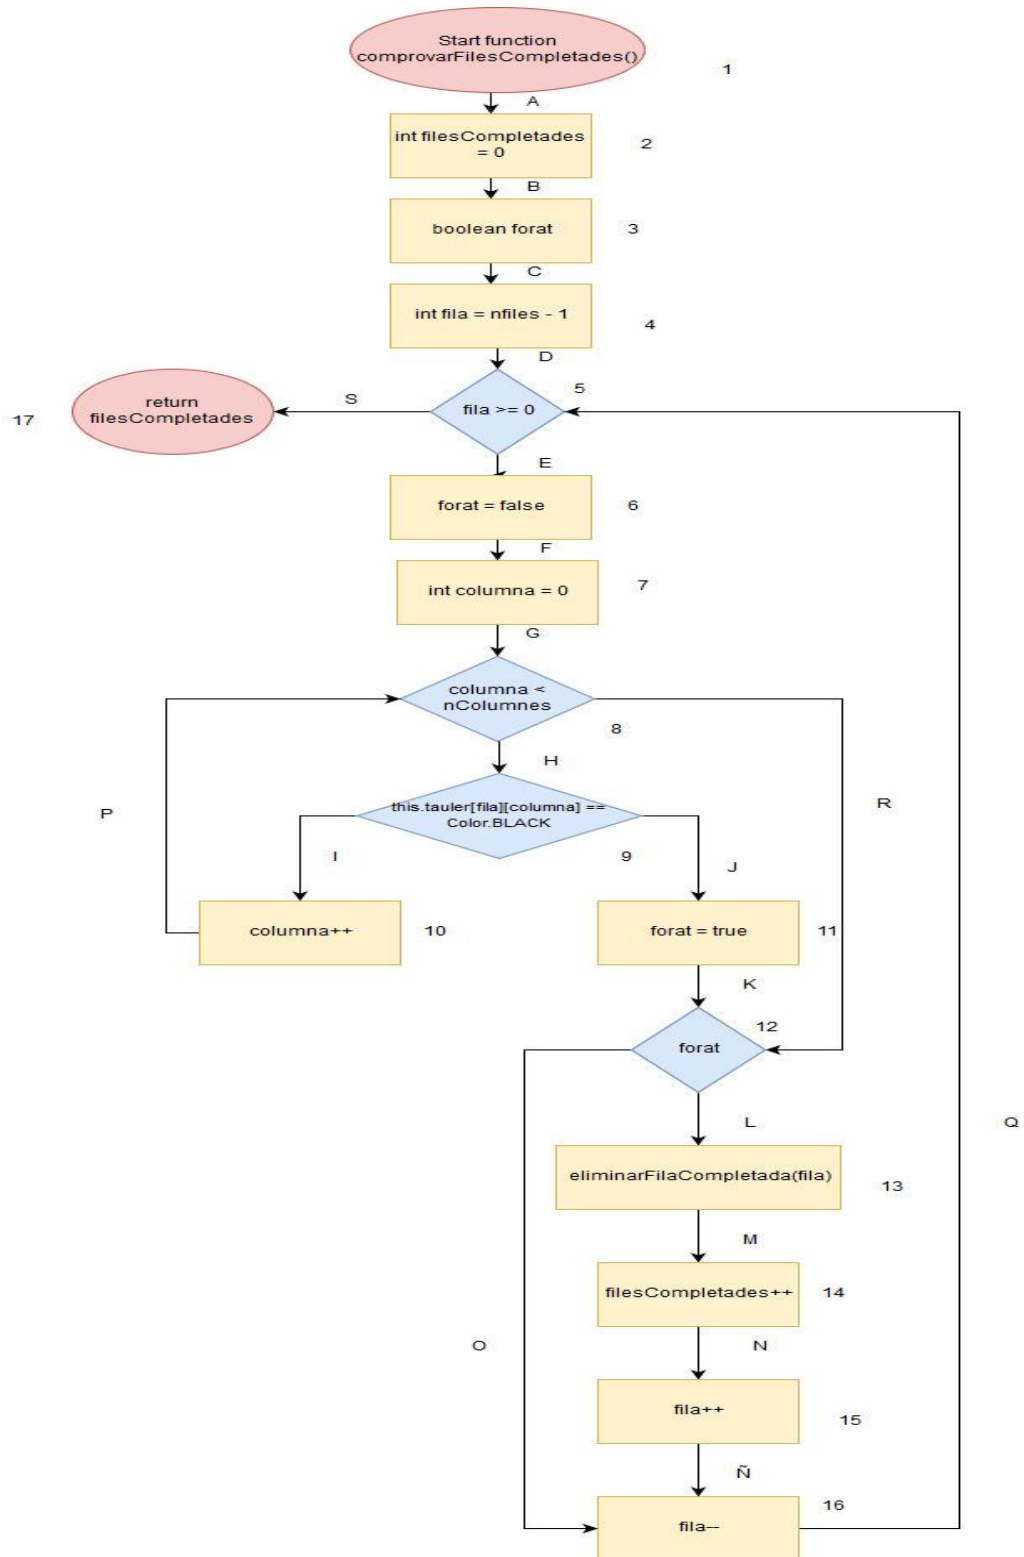 Start function
comprovarFilesCompletades()
1
A
int filesCompletades
= 0
2
B
boolean forat
3
C
int fila = nfiles - 1
4
D
5
return
filesCompletades
S
fila >= 0
17
E
forat = false
6
F
int columna = 0
7
G
columna <
nColumnes
8
H
P
R
this.tauler[fila][columna] ==
Color.BLACK
I
9
J
columna++
10
forat = true
11
K
12
forat
L
Q
eliminarFilaCompletada(fila)
13
M
filesCompletades++
14
O
N
fila++
15
Ñ
16
fila--